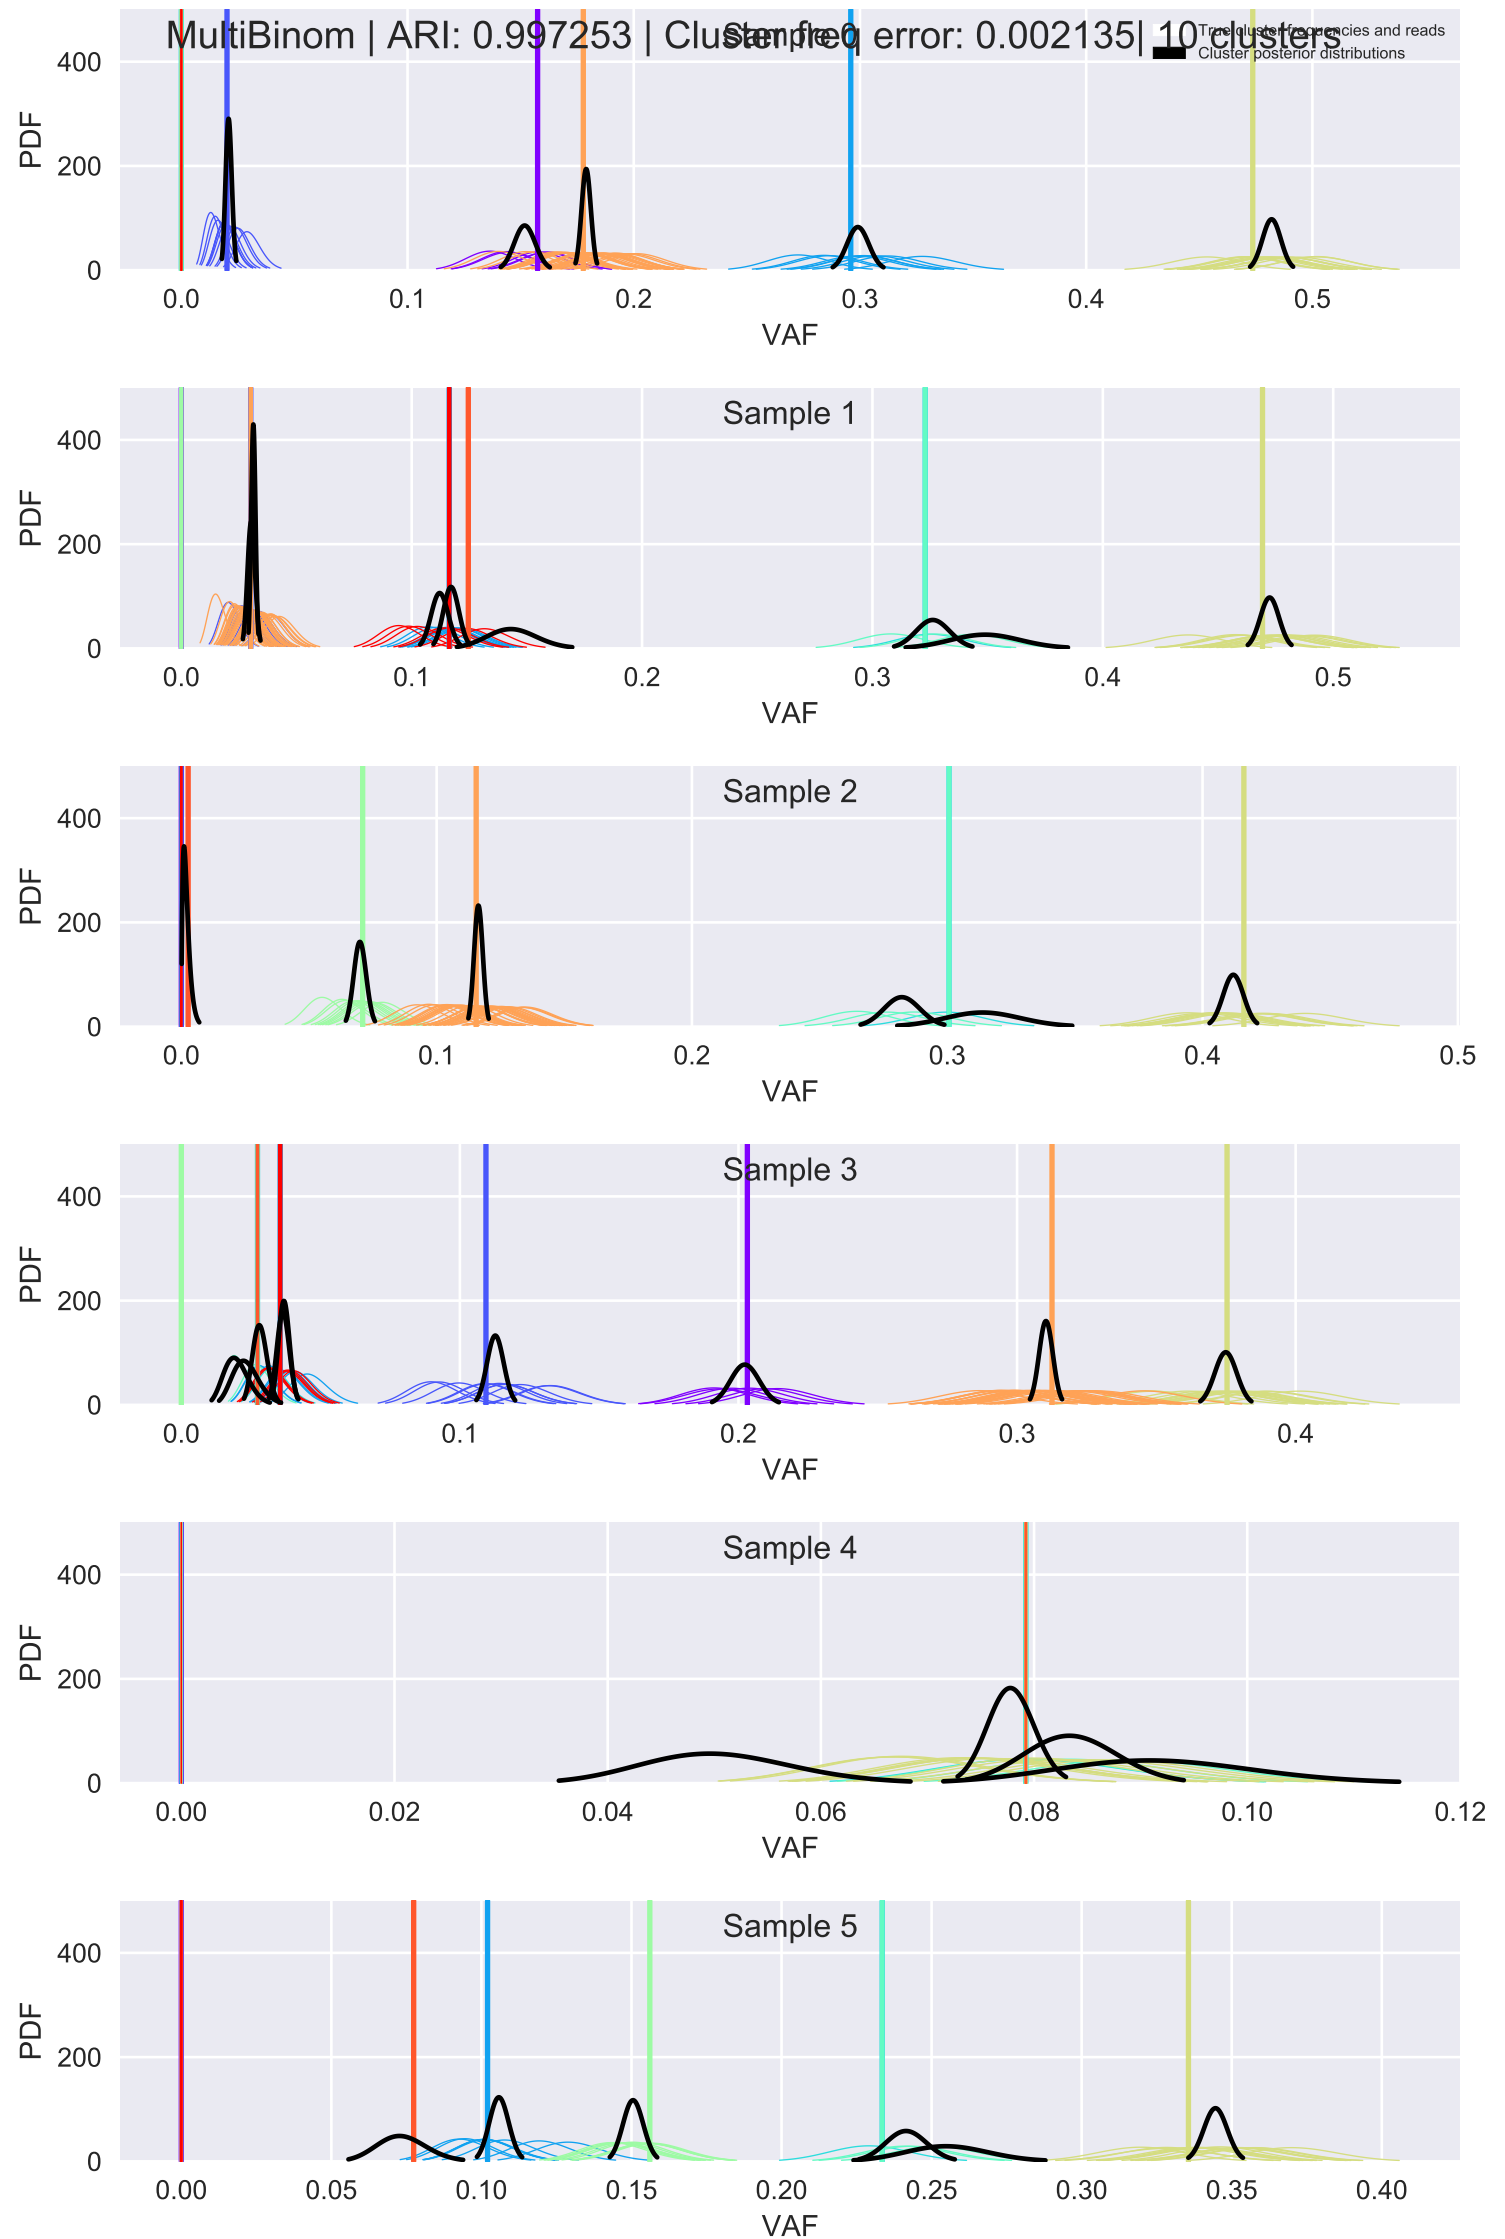 MultiBinom | ARI: 0.997253 | Cluster freq error: 0.002135| 10 clusters
Sample 0
True cluster frequencies and reads
Cluster posterior distributions
PDF
400
200
0
0.0 0.1 0.2 0.3 0.4 0.5
VAF
Sample 1
PDF
400
200
0
0.0 0.1 0.2 0.3 0.4 0.5
VAF
Sample 2
PDF
400
200
0
0.0 0.1 0.2 0.3 0.4 0.5
VAF
Sample 3
PDF
400
200
0
0.0 0.1 0.2 0.3 0.4
VAF
Sample 4
PDF
400
200
0
0.00 0.02 0.04 0.06 0.08 0.10 0.12
VAF
Sample 5
PDF
400
200
0
0.00 0.05 0.10 0.15 0.20 0.25 0.30 0.35 0.40
VAF